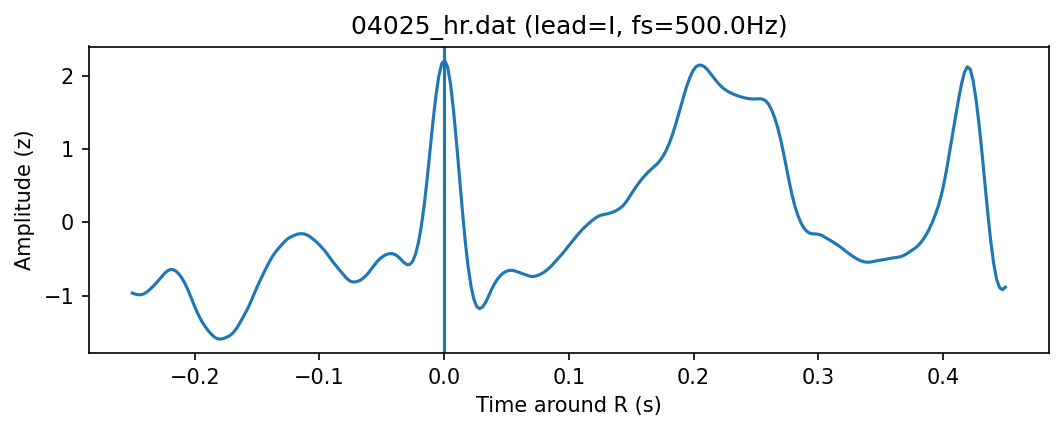 04025_hr.dat (lead=I, fs=500.0Hz)
Amplitude (z)
2
1
0
−1
−0.2 −0.1 0.0 0.1 0.2 0.3 0.4
Time around R (s)